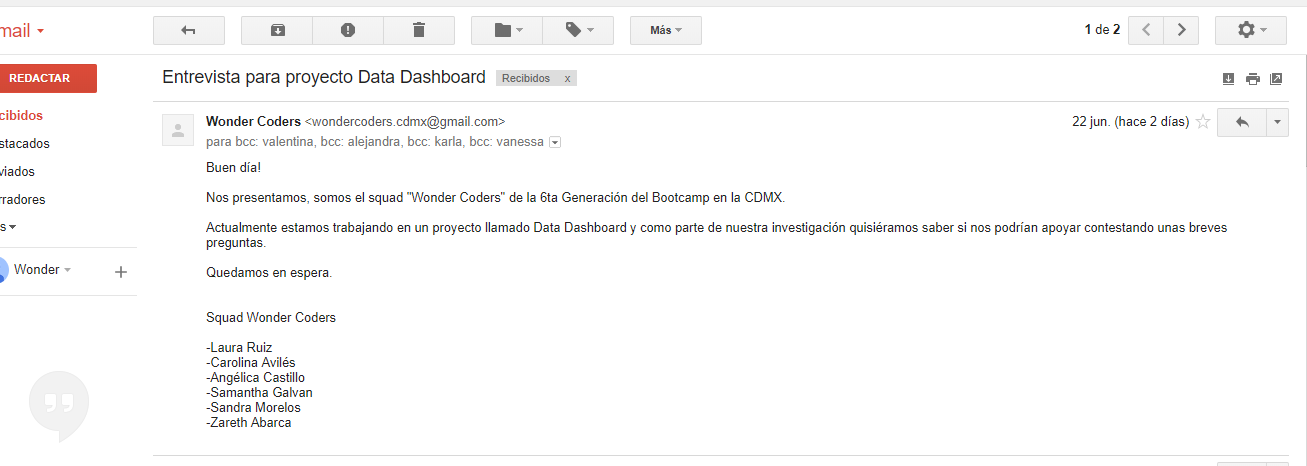 mail
1 de 2
Más
REDACTAR
Entrevista para proyecto Data Dashboard
Recibidos x
cibidos
Wonder Coders <wondercoders.cdmx@gmail.com>
22 jun. (hace 2 días)
stacados
para bcc: valentina, bcc: alejandra, bcc: karla, bcc: vanessa
viados
Buen día!
rradores
Nos presentamos, somos el squad "Wonder Coders" de la 6ta Generación del Bootcamp en la CDMX.
s
Actualmente estamos trabajando en un proyecto llamado Data Dashboard y como parte de nuestra investigación quisiéramos saber si nos podrían apoyar contestando unas breves
preguntas.
Wonder
Quedamos en espera.
Squad Wonder Coders
-Laura Ruiz
-Carolina Avilés
-Angélica Castillo
-Samantha Galvan
-Sandra Morelos
-Zareth Abarca